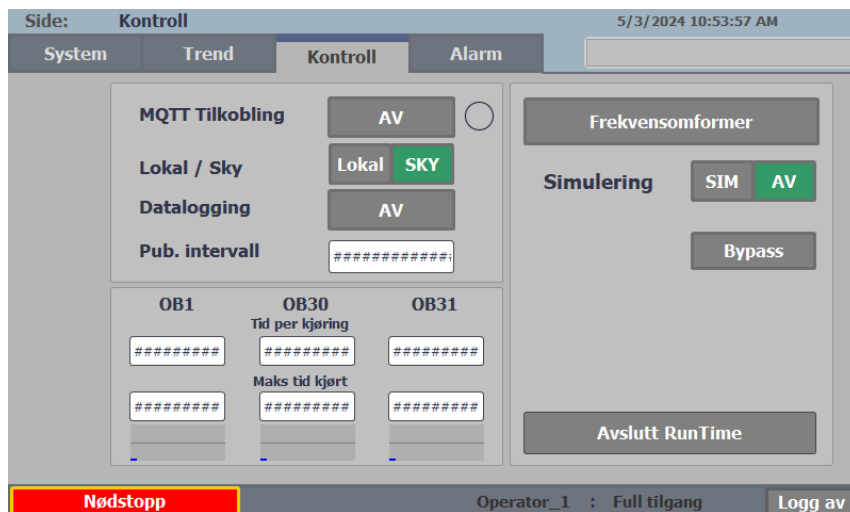 Side: Kontroll 5/3/2024 10:53:57 AM
System Trend Kontroll Alarm
MQTT Tilkobling AV
Lokal / Sky Lokal SKY
Datalogging AV
Pub. intervall #############
OB1 OB30 OB31
Tid per kjøring
######### ######### #########
Maks tid kjørt
######### ######### #########
Frekvensomformer
Simulering SIM AV
Bypass
Avslutt RunTime
Nødstopp Operator_1 : Full tilgang Logg av